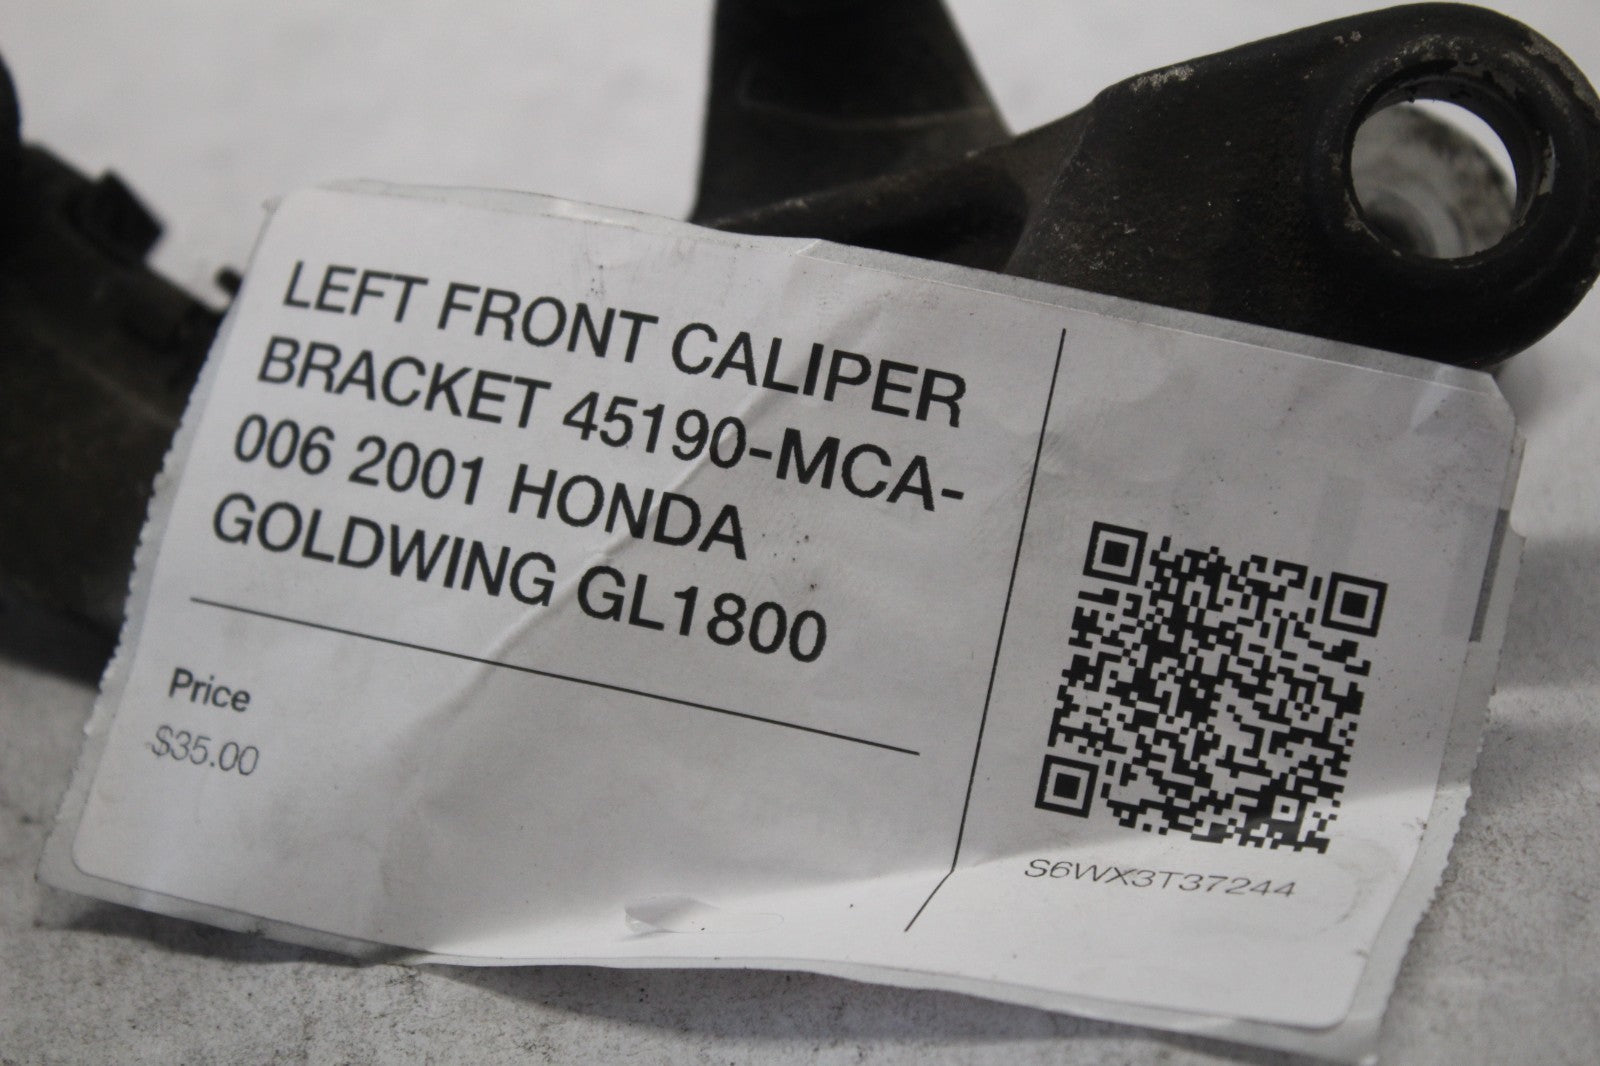 LEFT FRONT CALIPER
BRACKET 45190-MCA-
006 2001 HONDA
GOLDWING GL1800
Price
$35.00
S6WX3T37244